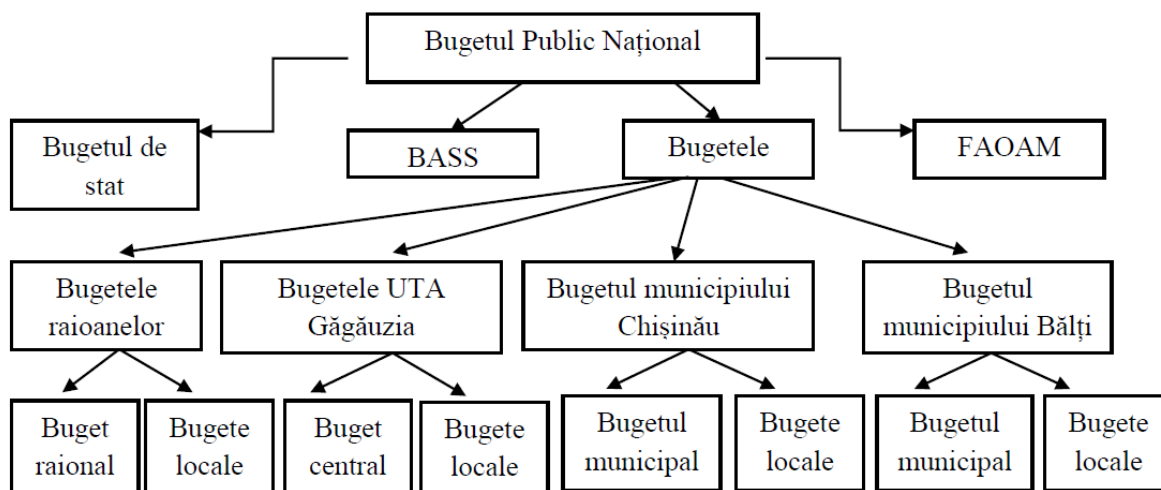 Bugetul Public Național
Bugetul de
stat
BASS
Bugetele
FAOAM
Bugetele
raioanelor
Bugetele UTA
Găgăuzia
Bugetul municipiului
Chișinău
Bugetul
municipiului Bălți
Buget
raional
Bugete
locale
Buget
central
Bugete
locale
Bugetul
municipal
Bugete
locale
Bugetul
municipal
Bugete
locale